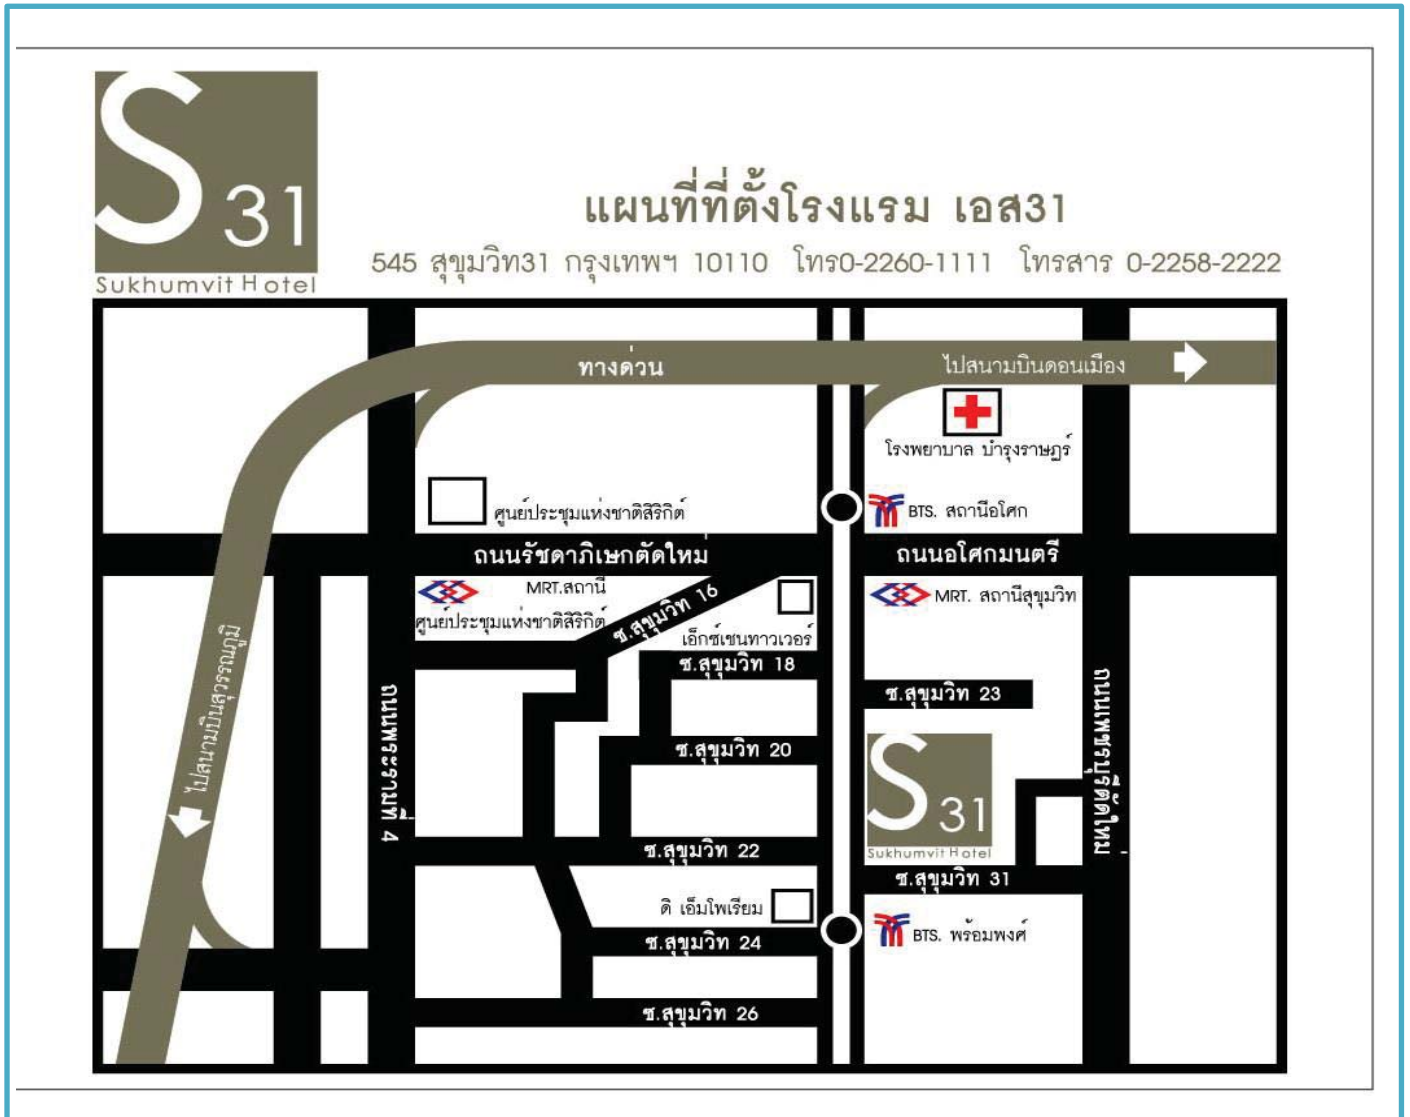 S 31
Sukhumvit Hotel
แผนที่ที่ตั้งโรงแรม เอส31
545 สุขุมวิท31 กรุงเทพฯ 10110 โทร0-2260-1111 โทรสาร 0-2258-2222
ทางด่วน
ไปสนามบินดอนเมือง
โรงพยาบาล บำรุงราษฎร์
ศูนย์ประชุมแห่งชาติสิริกิต์
BTS. สถานีอโศก
ถนนรัชดาภิเษกตัดใหม่
ถนนอโศกมนตรี
MRT.สถานี
ศูนย์ประชุมแห่งชาติสิริกิต์
ซ.สุขุมวิท 16
เอ็กซ์เชนทาวเวอร์
MRT. สถานีสุขุมวิท
ไปสนามบินสุวรรณภูมิ
ถนนพระรามที่ 4
ซ.สุขุมวิท 18
ซ.สุขุมวิท 23
ถนนเพชรบุรีตัดใหม่
ซ.สุขุมวิท 20
S 31
Sukhumvit Hotel
ซ.สุขุมวิท 22
ซ.สุขุมวิท 31
ดิ เอ็มโพเรียม
ซ.สุขุมวิท 24
BTS. พร้อมพงศ์
ซ.สุขุมวิท 26